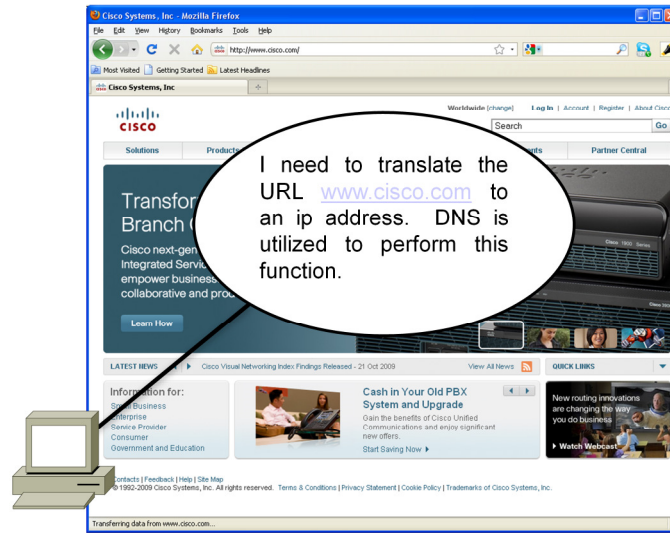 Cisco Systems, Inc - Mozilla Firefox
File Edit View History Bookmarks Tools Help
http://www.cisco.com/
Most Visited Getting Started Latest Headlines
Cisco Systems, Inc
Worldwide [change] Log In | Account | Register | About Cisco
CISCO
Search Go
Solutions Products Partner Central
I need to translate the
URL www.cisco.com to
an ip address. DNS is
utilized to perform this
function.
Branch
Cisco next-gen
Integrated
empower business
collaborative and
Learn How
Cisco 1800 Series
LATEST NEWS Cisco Visual Networking Index Findings Released - 21 Oct 2009 View All News
QUICK LINKS
Information for:
Small Business
Enterprise
Service Provider
Consumer
Government and Education
Cash in Your Old PBX
System and Upgrade
Gain the benefits of Cisco Unified
Communications and enjoy significant
new offers.
Start Saving Now
New routing innovations
are changing the way
you do business
Watch Webcast
Contacts | Feedback | Help | Site Map
© 1992-2009 Cisco Systems, Inc. All rights reserved. Terms & Conditions | Privacy Statement | Cookie Policy | Trademarks of Cisco Systems, Inc.
Transferring data from www.cisco.com...